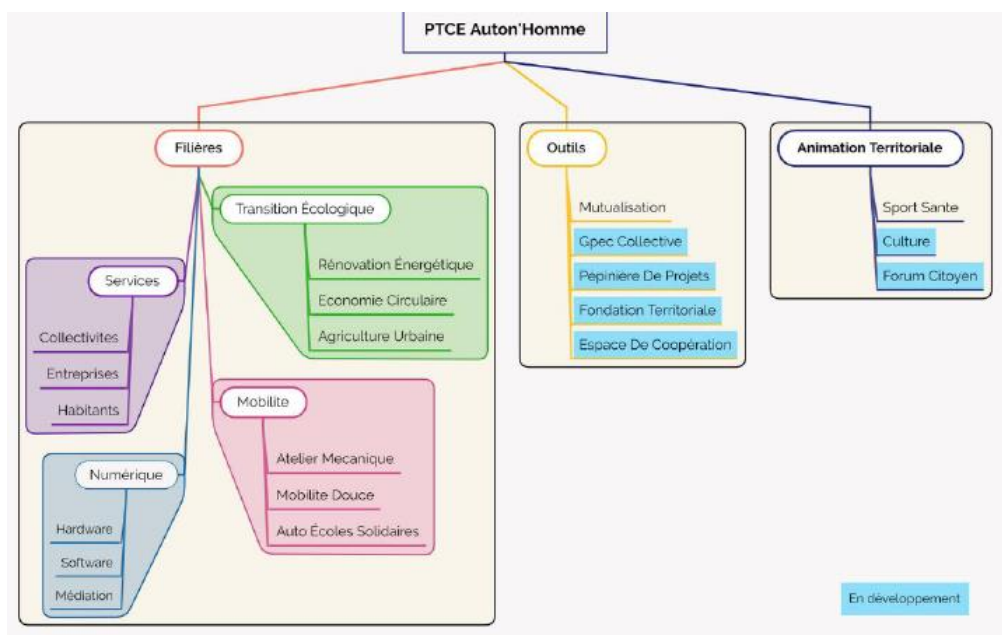 PTCE Auton'Homme
Filières
Transition Écologique
Rénovation Énergétique
Economie Circulaire
Agriculture Urbaine
Services
Collectivites
Entreprises
Habitants
Mobilite
Atelier Mecanique
Mobilite Douce
Auto Écoles Solidaires
Numérique
Hardware
Software
Médiation
Outils
Mutualisation
Gpec Collective
Pépiniere De Projets
Fondation Territoriale
Espace De Coopération
Animation Territoriale
Sport Sante
Culture
Forum Citoyen
En développement